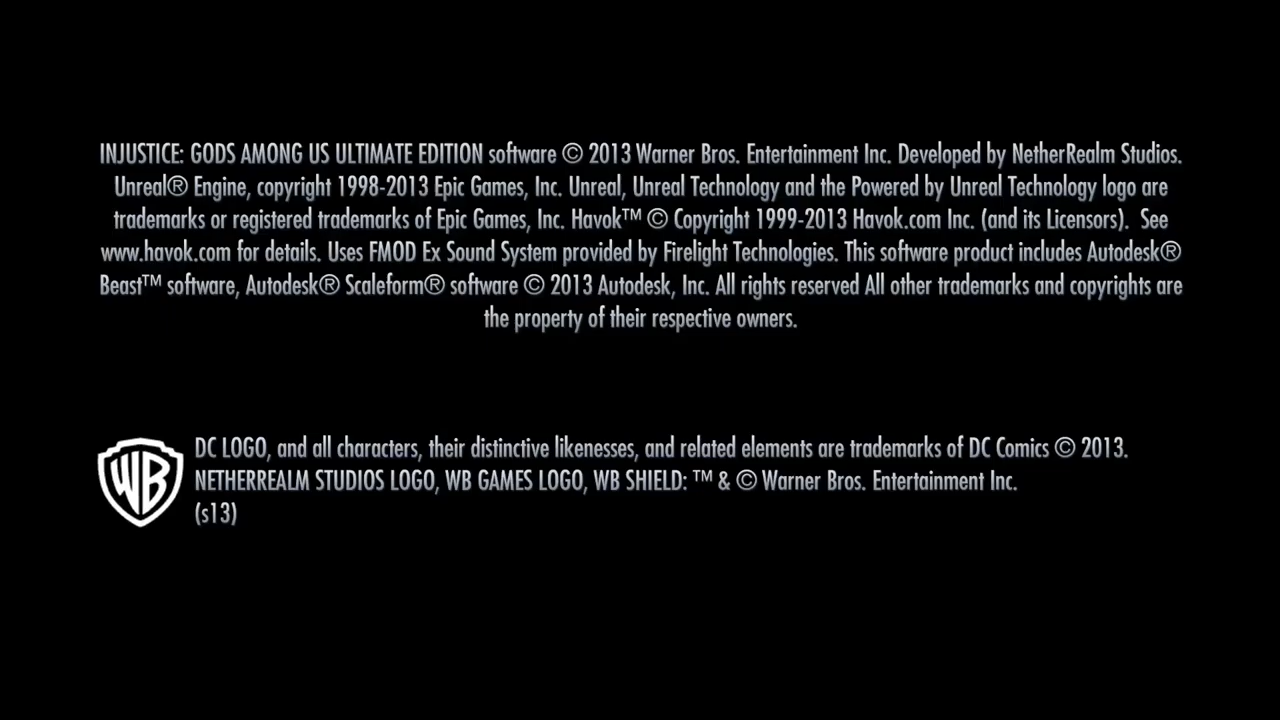 INJUSTICE: GODS AMONG US ULTIMATE EDITION software © 2013 Warner Bros. Entertainment Inc. Developed by NetherRealm Studios.
Unreal® Engine, copyright 1998-2013 Epic Games, Inc. Unreal, Unreal Technology and the Powered by Unreal Technology logo are
trademarks or registered trademarks of Epic Games, Inc. Havok™ © Copyright 1999-2013 Havok.com Inc. (and its Licensors).  See
www.havok.com for details. Uses FMOD Ex Sound System provided by Firelight Technologies. This software product includes Autodesk®
Beast™ software, Autodesk® Scaleform® software © 2013 Autodesk, Inc. All rights reserved All other trademarks and copyrights are
the property of their respective owners.
WB
DC LOGO, and all characters, their distinctive likenesses, and related elements are trademarks of DC Comics © 2013.
NETHERREALM STUDIOS LOGO, WB GAMES LOGO, WB SHIELD: ™ & © Warner Bros. Entertainment Inc.
(s13)